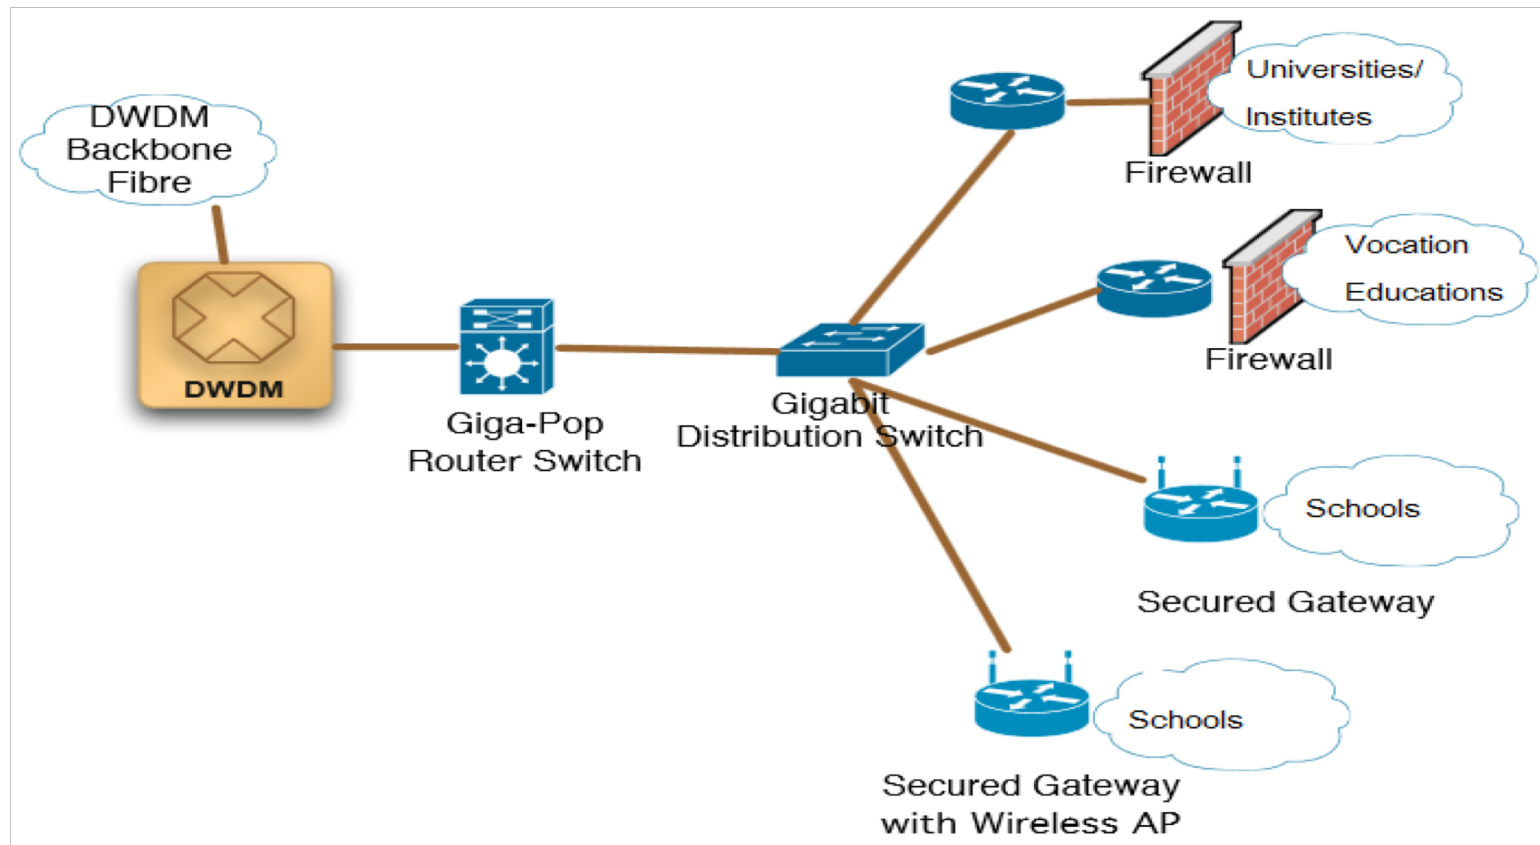 DWDM
Backbone
Fibre
DWDM
Giga-Pop
Router Switch
Gigabit
Distribution Switch
Universities/
Institutes
Firewall
Vocation
Educations
Firewall
Schools
Secured Gateway
Schools
Secured Gateway
with Wireless AP